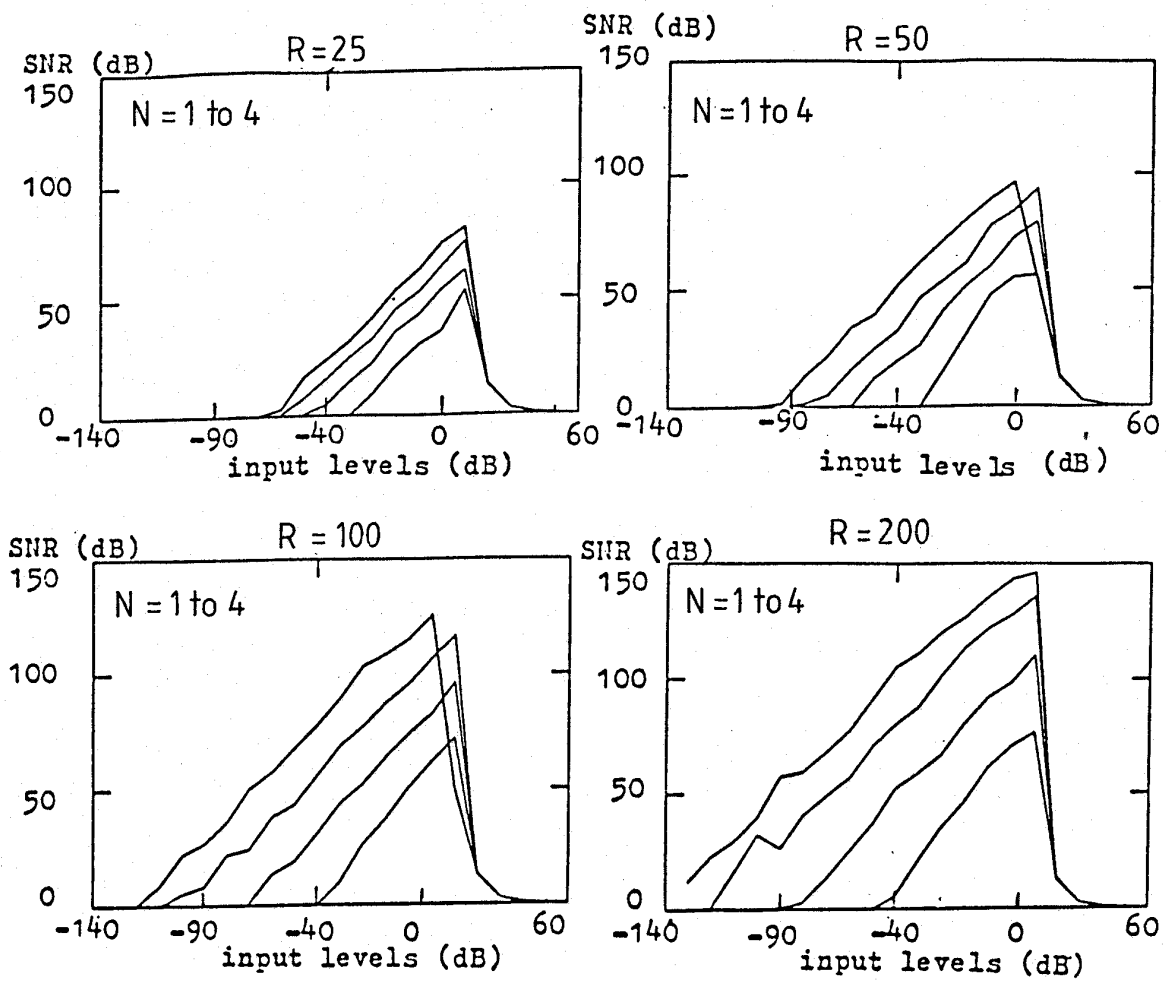 R=25
SNR (dB)
150
N = 1 to 4
100
50
0
-140
-90
-40
0
60
input levels (dB)
SNR (dB)
R=50
150
N = 1 to 4
100
50
0
-140
-90
-40
0
60
input levels (dB)
R = 100
SNR (dB)
150
N = 1 to 4
100
50
0
-140
-90
-40
0
60
input levels (dB)
R = 200
SNR (dB)
150
N = 1 to 4
100
50
0
-140
-90
-40
0
60
input levels (dB)